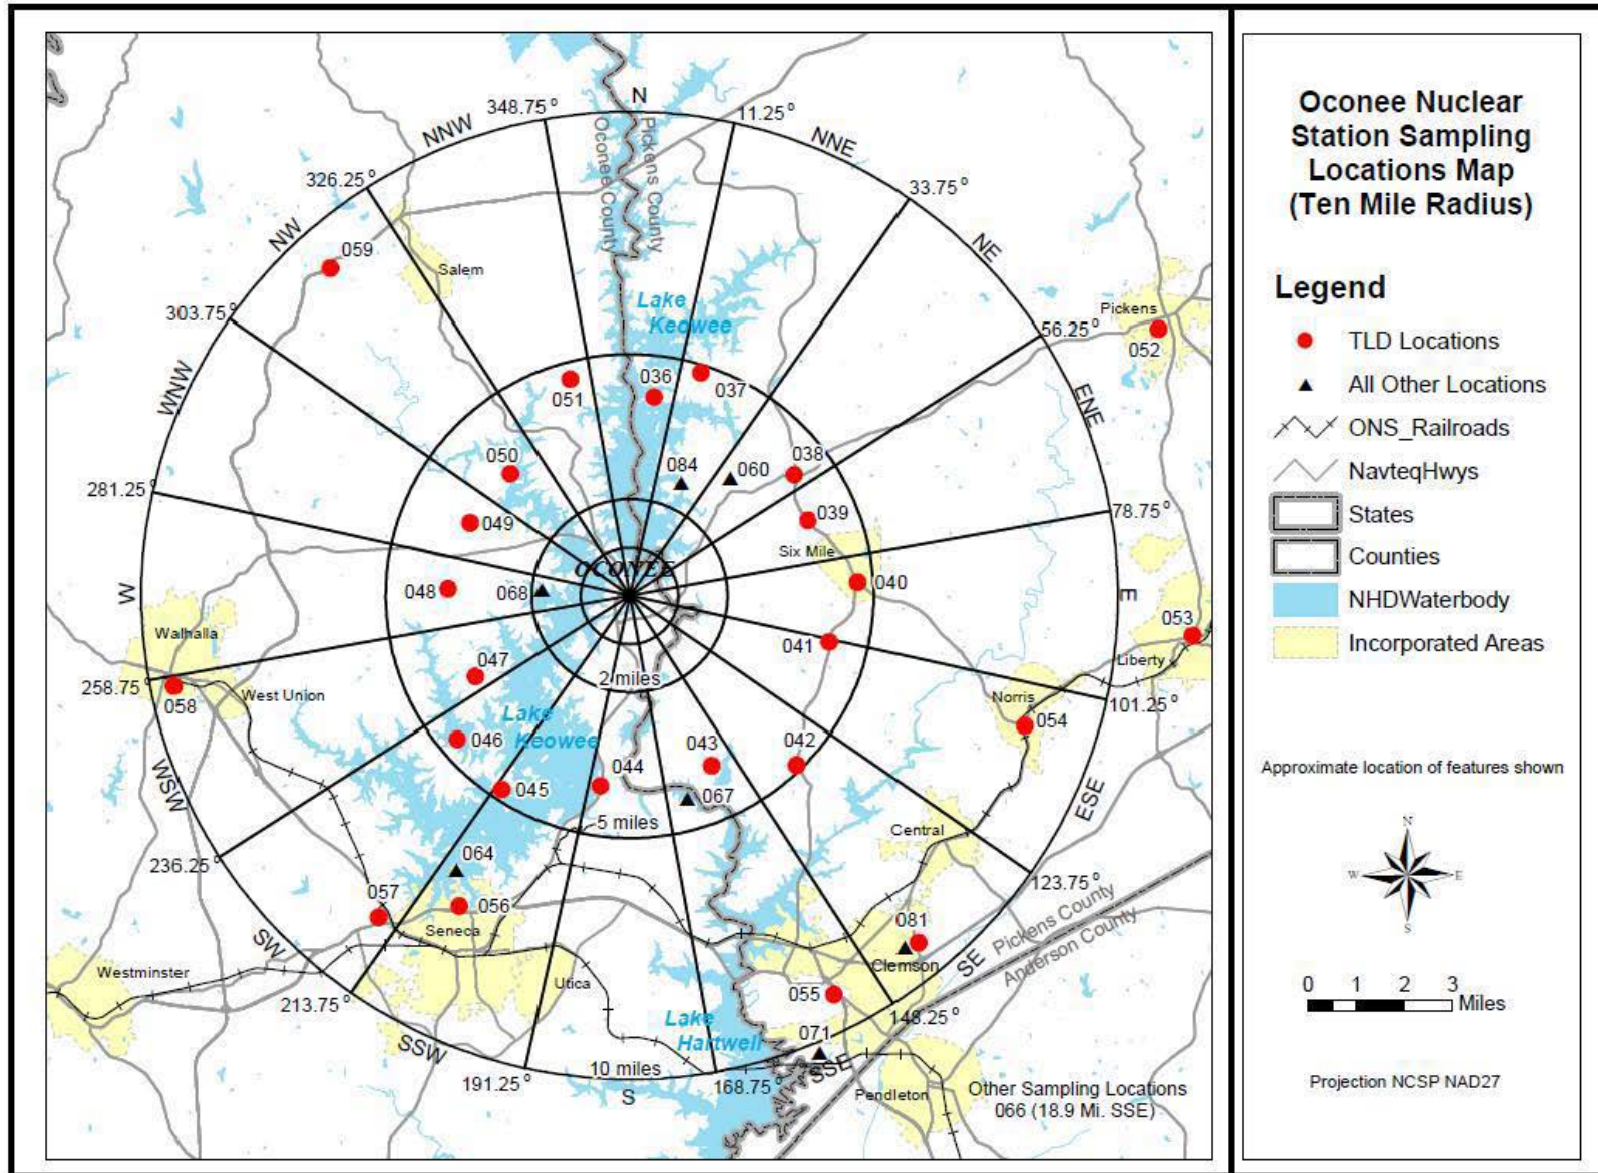 348.75°
N
11.25°
NNW
NNE
Oconee County
Pickens County
326.25°
33.75°
NW
NE
059
Salem
303.75°
Lake
Keowee
Pickens
56.25°
052
036
037
051
WNW
ENE
050
084
060
038
281.25°
049
039
78.75°
Six Mile
OCONEE
W
048
068
040
E
053
Walhalla
041
Liberty
047
2 miles
258.75°
058
West Union
Norris
101.25°
054
Lake
Keowee
046
043
042
044
WSW
045
067
ESE
5 miles
Central
236.25°
064
123.75°
057
056
081
Pickens County
Anderson County
Seneca
SW
SE
Clemson
Westminster
Utica
055
213.75°
148.25°
Lake
Hartwell
071
SSW
SSE
191.25°
10 miles
168.75°
S
Pendleton
Other Sampling Locations
066 (18.9 Mi. SSE)
Oconee Nuclear
Station Sampling
Locations Map
(Ten Mile Radius)
Legend
TLD Locations
All Other Locations
ONS_Railroads
NavteqHwys
States
Counties
NHDWaterbody
Incorporated Areas
Approximate location of features shown
N
W
E
S
0 1 2 3
Miles
Projection NCSP NAD27